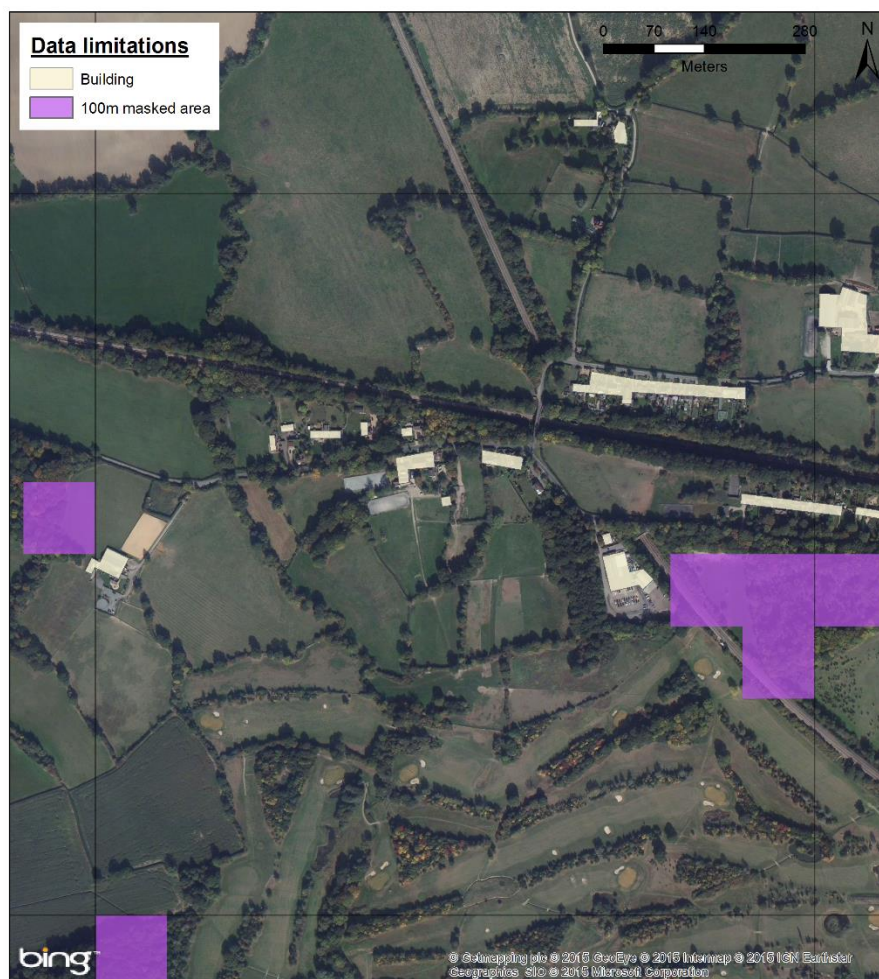 Data limitations
Building
100m masked area
0 70 140 280
Meters
N
bing™
© Getmapping plc © 2015 GeoEye © 2015 Intermap © 2015 IGN Earthstar
Geographics SIO © 2015 Microsoft Corporation